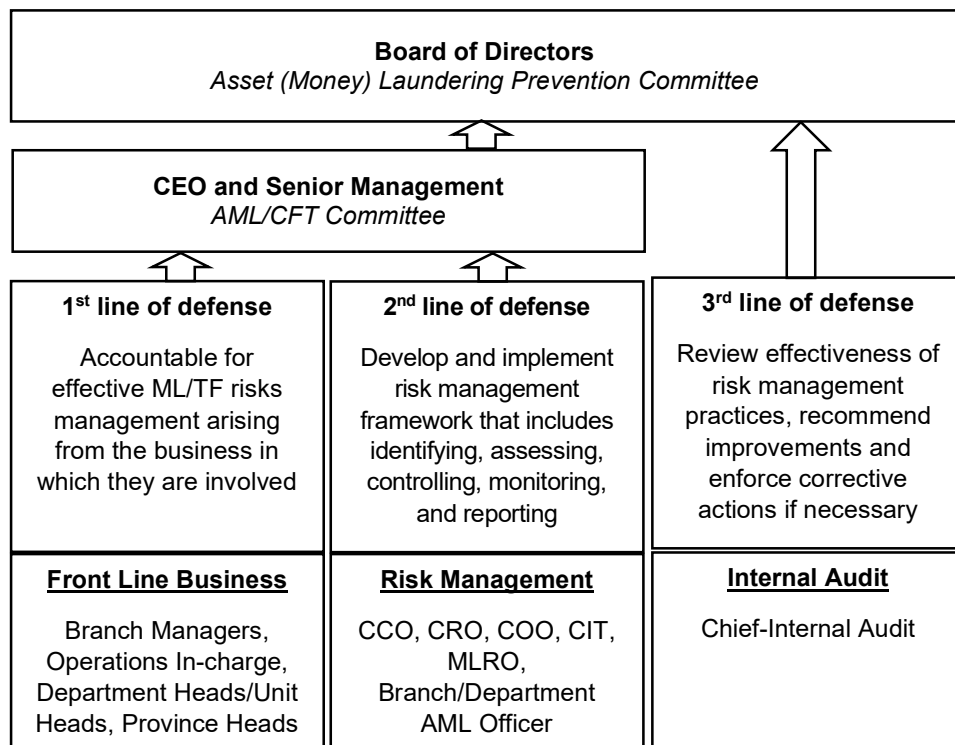 Board of Directors
Asset (Money) Laundering Prevention Committee
CEO and Senior Management
AML/CFT Committee
1st line of defense
Accountable for
effective ML/TF risks
management arising
from the business in
which they are involved
Front Line Business
Branch Managers,
Operations In-charge,
Department Heads/Unit
Heads, Province Heads
2nd line of defense
Develop and implement
risk management
framework that includes
identifying, assessing,
controlling, monitoring,
and reporting
Risk Management
CCO, CRO, COO, CIT,
MLRO,
Branch/Department
AML Officer
3rd line of defense
Review effectiveness of
risk management
practices, recommend
improvements and
enforce corrective
actions if necessary
Internal Audit
Chief-Internal Audit